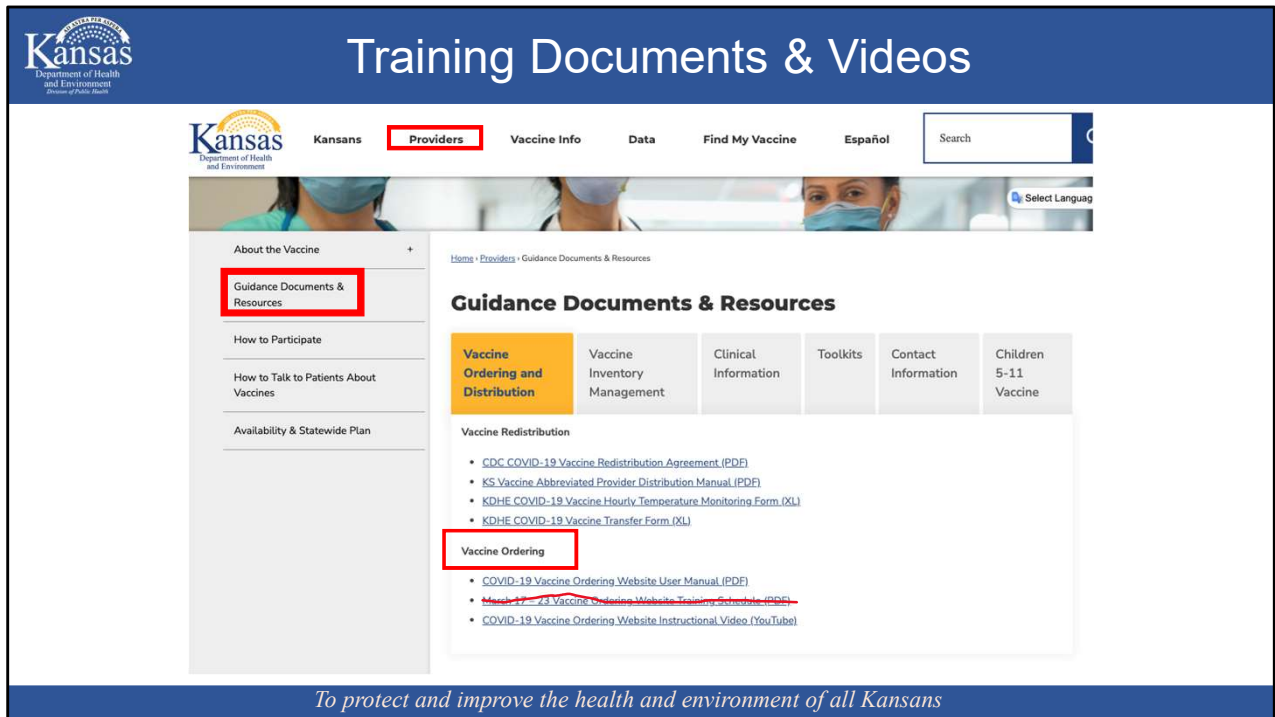 AD ASTRA PER ASPERA
Kansas
Department of Health
and Environment
Division of Public Health
Training Documents & Videos
Kansas
Department of Health
and Environment
Kansans
Providers
Vaccine Info
Data
Find My Vaccine
Español
Search
Select Languag
About the Vaccine +
Guidance Documents &
Resources
How to Participate
How to Talk to Patients About
Vaccines
Availability & Statewide Plan
Home › Providers › Guidance Documents & Resources
Guidance Documents & Resources
Vaccine
Ordering and
Distribution
Vaccine
Inventory
Management
Clinical
Information
Toolkits
Contact
Information
Children
5-11
Vaccine
Vaccine Redistribution
• CDC COVID-19 Vaccine Redistribution Agreement (PDF)
• KS Vaccine Abbreviated Provider Distribution Manual (PDF)
• KDHE COVID-19 Vaccine Hourly Temperature Monitoring Form (XL)
• KDHE COVID-19 Vaccine Transfer Form (XL)
Vaccine Ordering
• COVID-19 Vaccine Ordering Website User Manual (PDF)
• March 17 – 23 Vaccine Ordering Website Training Schedule (PDF)
• COVID-19 Vaccine Ordering Website Instructional Video (YouTube)
To protect and improve the health and environment of all Kansans